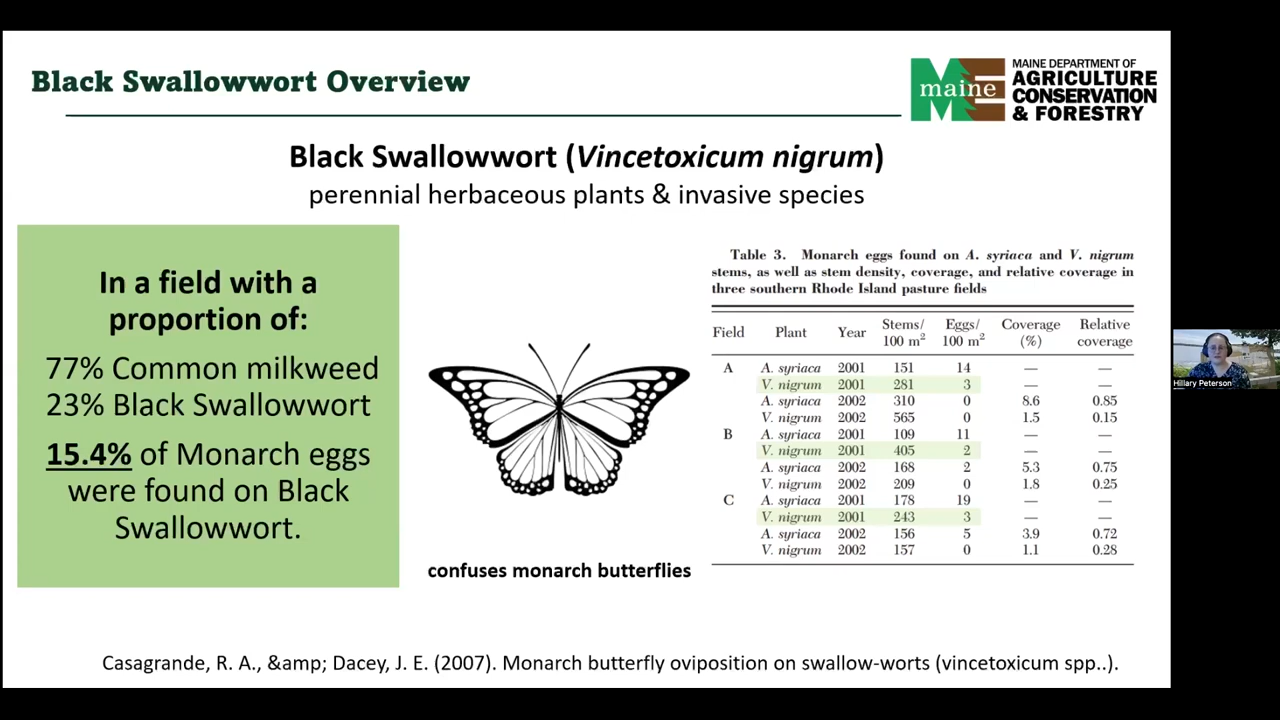 Black Swallowwort Overview
maine
MAINE DEPARTMENT OF
AGRICULTURE
CONSERVATION
& FORESTRY
Black Swallowwort (Vincetoxicum nigrum)
perennial herbaceous plants & invasive species
In a field with a
proportion of:
77% Common milkweed
23% Black Swallowwort
15.4% of Monarch eggs
were found on Black
Swallowwort.
confuses monarch butterflies
Table 3. Monarch eggs found on A. syriaca and V. nigrum
stems, as well as stem density, coverage, and relative coverage in
three southern Rhode Island pasture fields
Field Plant Year Stems/ 100 m² Eggs/ 100 m² Coverage (%) Relative coverage
A A. syriaca 2001 151 14 — —
V. nigrum 2001 281 3 — —
A. syriaca 2002 310 0 8.6 0.85
V. nigrum 2002 565 0 1.5 0.15
B A. syriaca 2001 109 11 — —
V. nigrum 2001 405 2 — —
A. syriaca 2002 168 2 5.3 0.75
V. nigrum 2002 209 0 1.8 0.25
C A. syriaca 2001 178 19 — —
V. nigrum 2001 243 3 — —
A. syriaca 2002 156 5 3.9 0.72
V. nigrum 2002 157 0 1.1 0.28
Casagrande, R. A., &amp; Dacey, J. E. (2007). Monarch butterfly oviposition on swallow-worts (vincetoxicum spp..).
Hillary Peterson